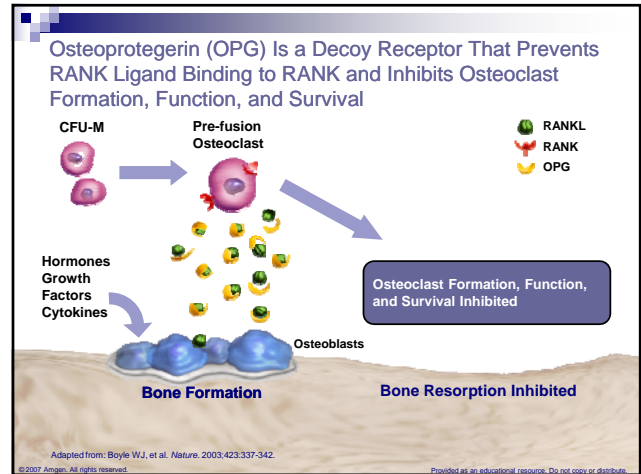 Osteoprotegerin (OPG) Is a Decoy Receptor That Prevents
RANK Ligand Binding to RANK and Inhibits Osteoclast
Formation, Function, and Survival
CFU-M
Pre-fusion
Osteoclast
RANKL
RANK
OPG
Hormones
Growth
Factors
Cytokines
Osteoclast Formation, Function,
and Survival Inhibited
Osteoblasts
Bone Formation
Bone Resorption Inhibited
Adapted from: Boyle WJ, et al. Nature. 2003;423:337-342.
©2007 Amgen. All rights reserved.
Provided as an educational resource. Do not copy or distribute.